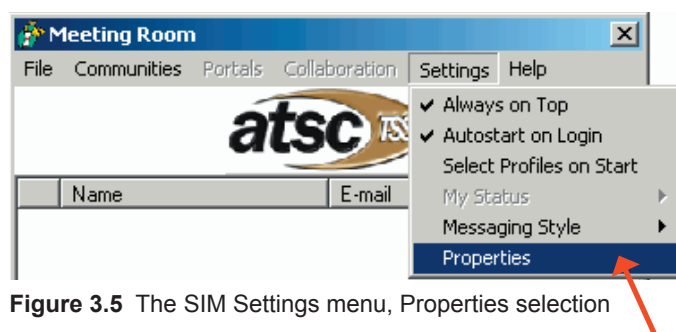 Meeting Room
File Communities Portals Collaboration Settings Help
atsc
Always on Top
Autostart on Login
Select Profiles on Start
My Status
Messaging Style
Properties
Name E-mail
Figure 3.5 The SIM Settings menu, Properties selection